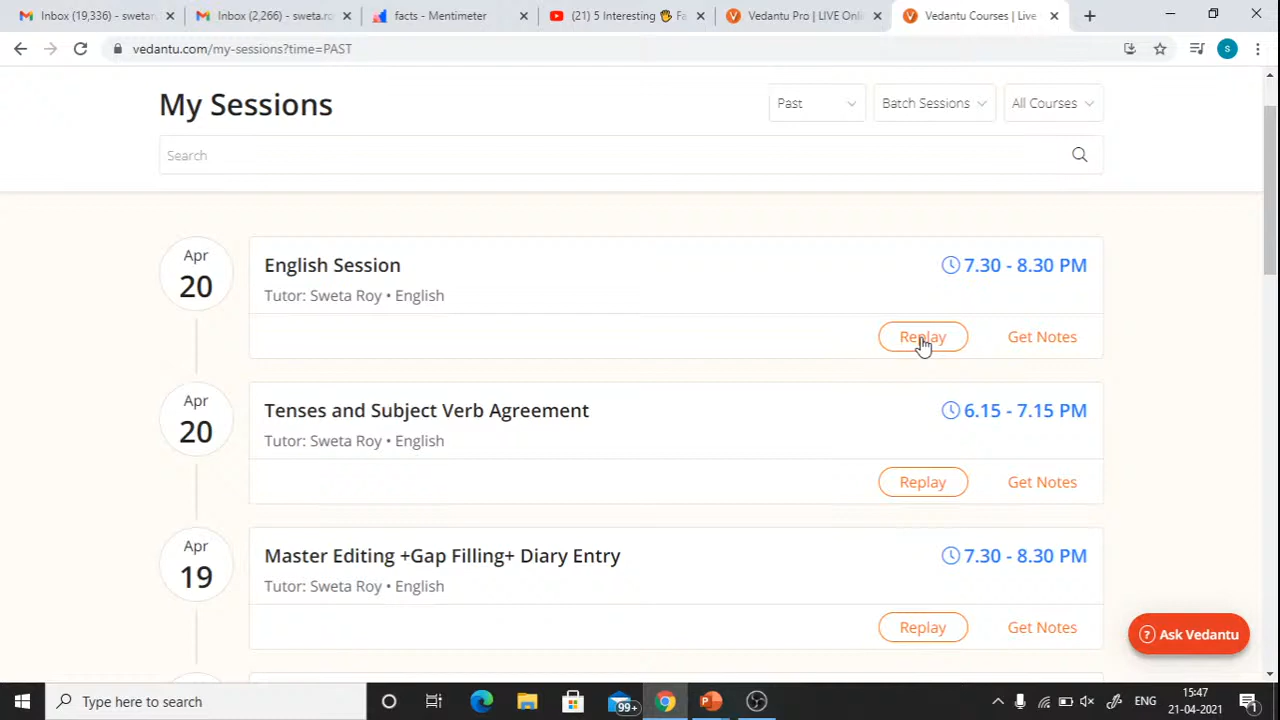 Inbox (19,336) - swetan
Inbox (2,266) - sweta.ro
facts - Mentimeter
(21) 5 Interesting 🖐 Fa
Vedantu Pro | LIVE Onli
Vedantu Courses | Live
vedantu.com/my-sessions?time=PAST
S
My Sessions
Past
Batch Sessions
All Courses
Search
Apr
20
English Session
7.30 - 8.30 PM
Tutor: Sweta Roy • English
Replay
Get Notes
Apr
20
Tenses and Subject Verb Agreement
6.15 - 7.15 PM
Tutor: Sweta Roy • English
Replay
Get Notes
Apr
19
Master Editing +Gap Filling+ Diary Entry
7.30 - 8.30 PM
Tutor: Sweta Roy • English
Replay
Get Notes
? Ask Vedantu
Type here to search
99+
ENG
15:47
21-04-2021
1